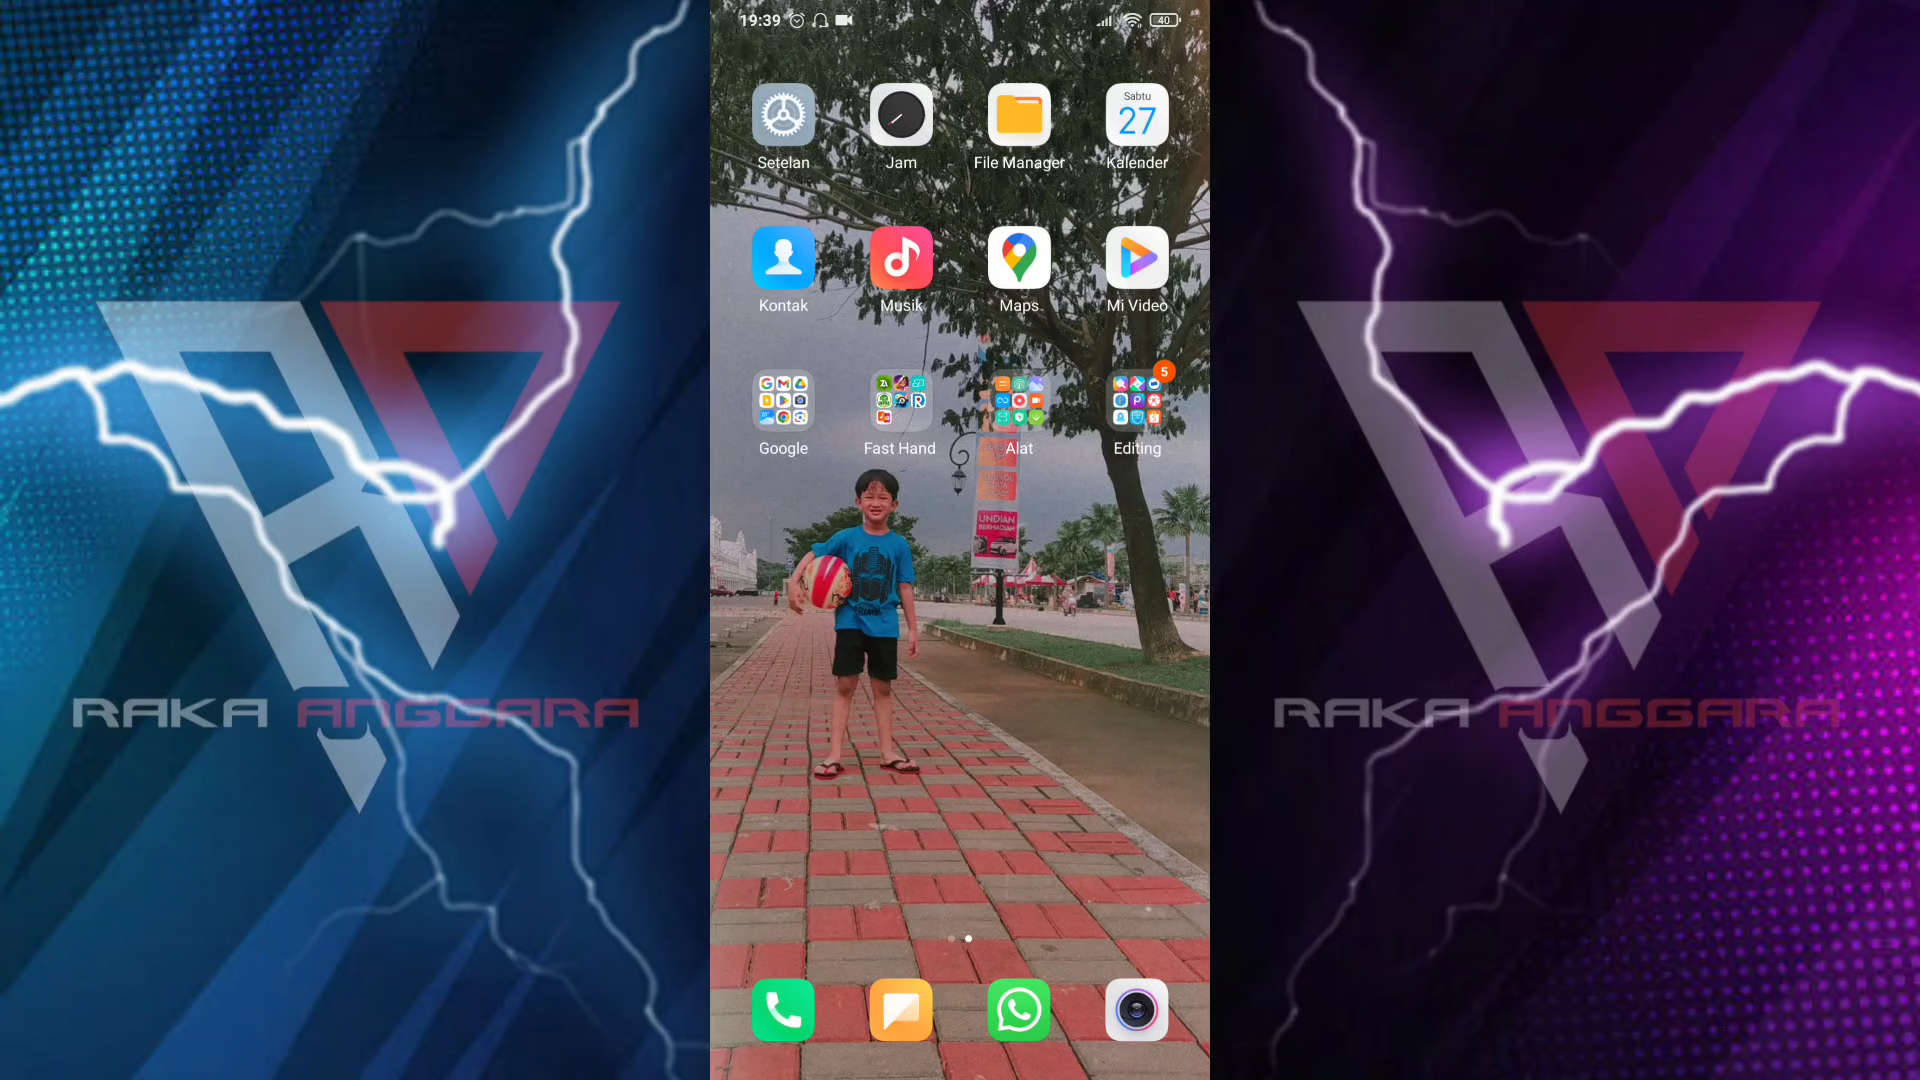 19:39
40
Setelan
Jam
File Manager
Sabtu
27
Kalender
Kontak
Musik
Maps
Mi Video
Google
Fast Hand
Alat
5
Editing
UNDIAN
BERHADIAH
RAKA ANGGARA
RAKA ANGGARA